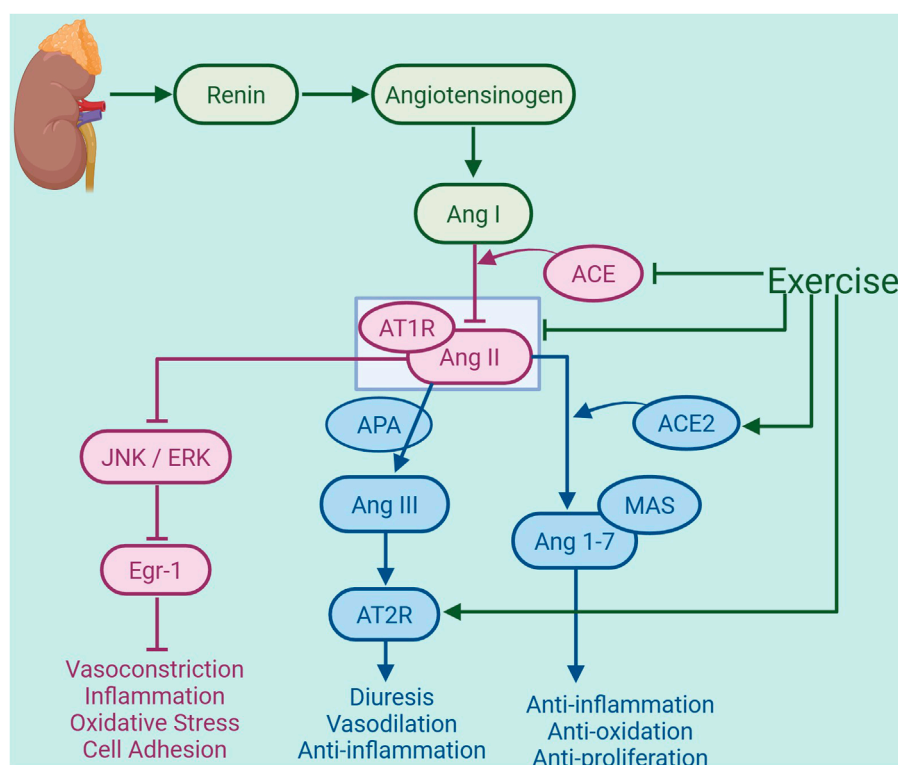 Renin
Angiotensinogen
Ang I
ACE
Exercise
AT1R
Ang II
APA
ACE2
JNK / ERK
Ang III
MAS
Ang 1-7
Egr-1
AT2R
Vasoconstriction
Inflammation
Oxidative Stress
Cell Adhesion
Diuresis
Vasodilation
Anti-inflammation
Anti-inflammation
Anti-oxidation
Anti-proliferation